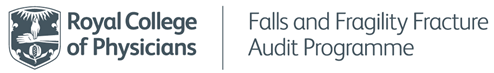 Royal College
of Physicians
Falls and Fragility Fracture
Audit Programme